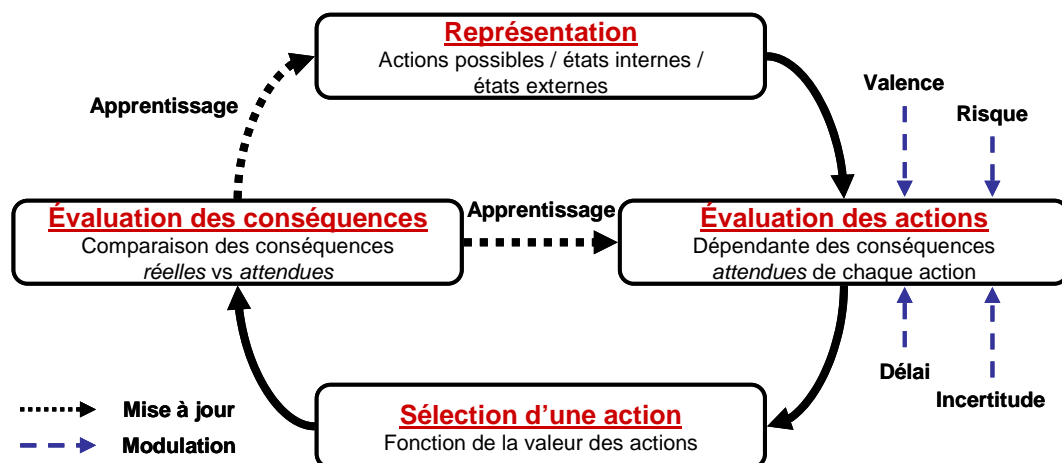 Représentation
Actions possibles / états internes /
états externes
Apprentissage
Valence
Risque
Évaluation des conséquences
Comparaison des conséquences
réelles vs attendues
Apprentissage
Évaluation des actions
Dépendante des conséquences
attendues de chaque action
Délai
Incertitude
Sélection d'une action
Fonction de la valeur des actions
Mise à jour
Modulation